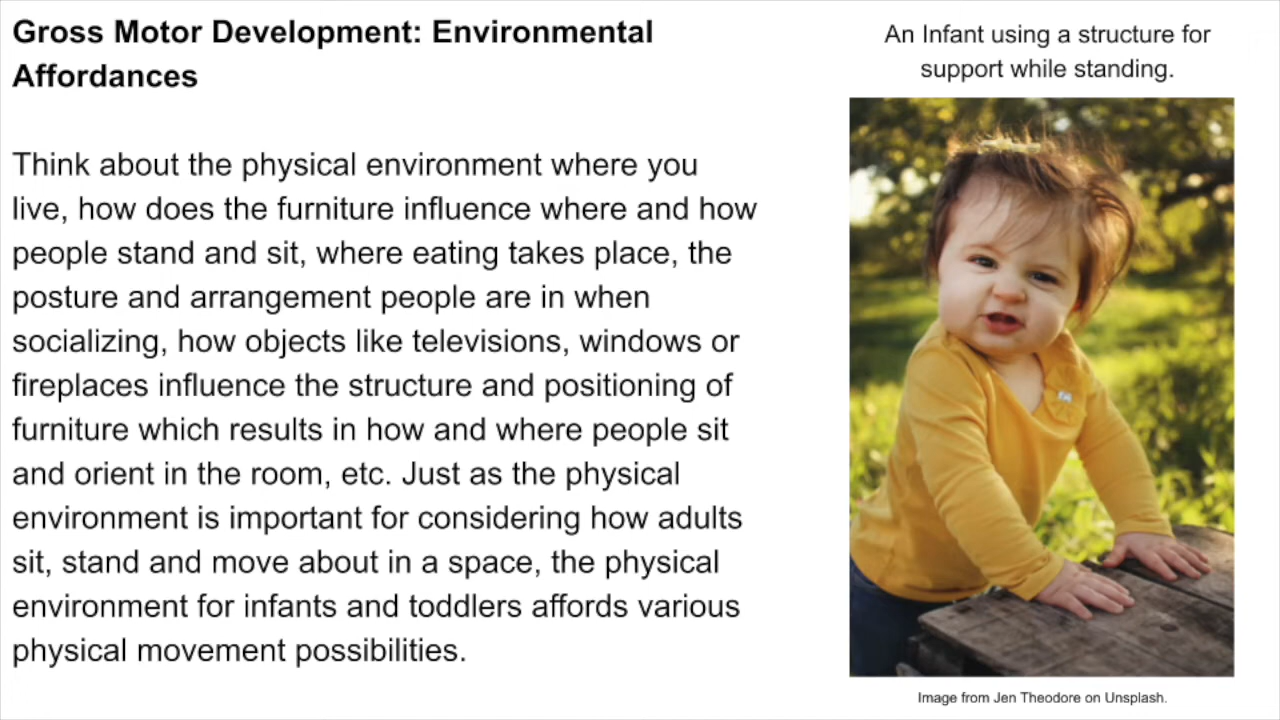 Gross Motor Development: Environmental
Affordances
Think about the physical environment where you
live, how does the furniture influence where and how
people stand and sit, where eating takes place, the
posture and arrangement people are in when
socializing, how objects like televisions, windows or
fireplaces influence the structure and positioning of
furniture which results in how and where people sit
and orient in the room, etc. Just as the physical
environment is important for considering how adults
sit, stand and move about in a space, the physical
environment for infants and toddlers affords various
physical movement possibilities.
An Infant using a structure for
support while standing.
Image from Jen Theodore on Unsplash.